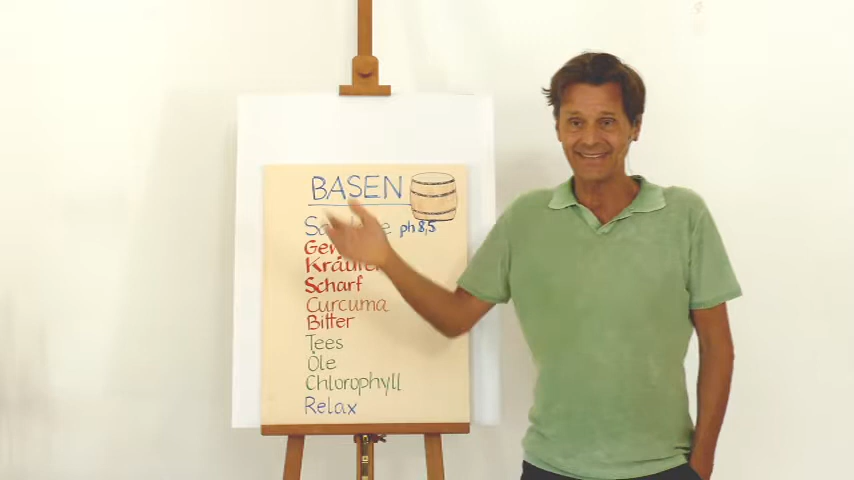 BASEN
ph 8,5
Scharf
Curcuma
Bitter
Tees
Öle
Chlorophyll
Relax